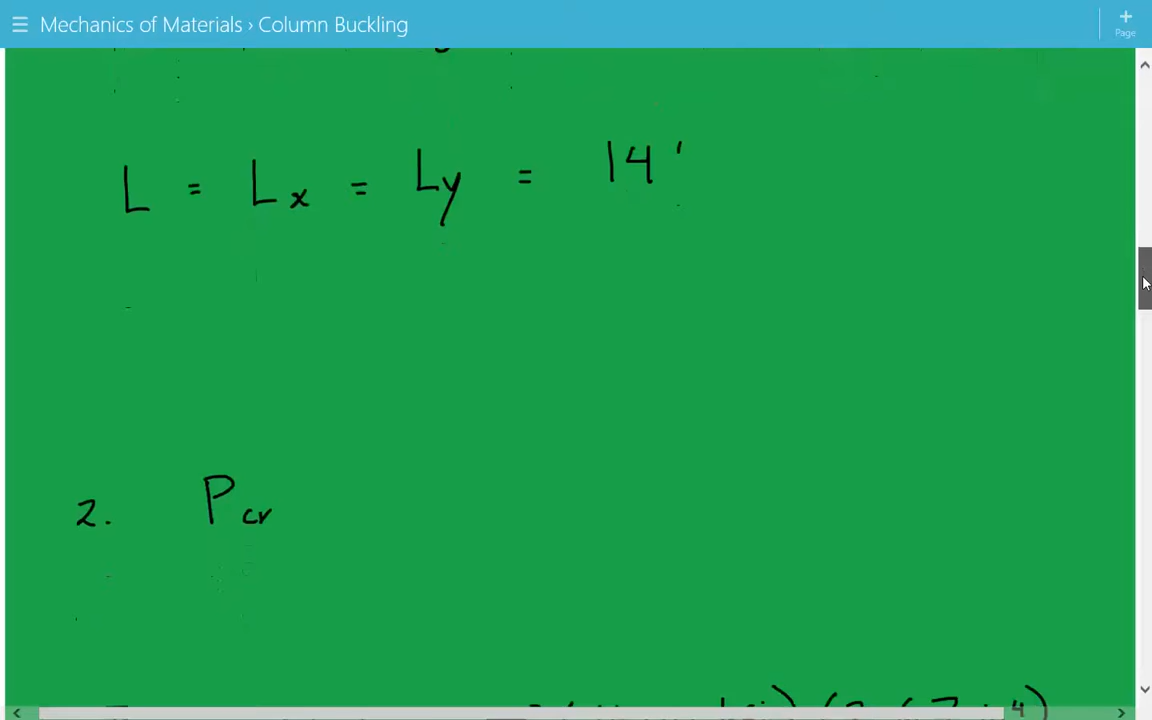 Mechanics of Materials › Column Buckling
Page
L = Lx = Ly = 14'
2. Pcr